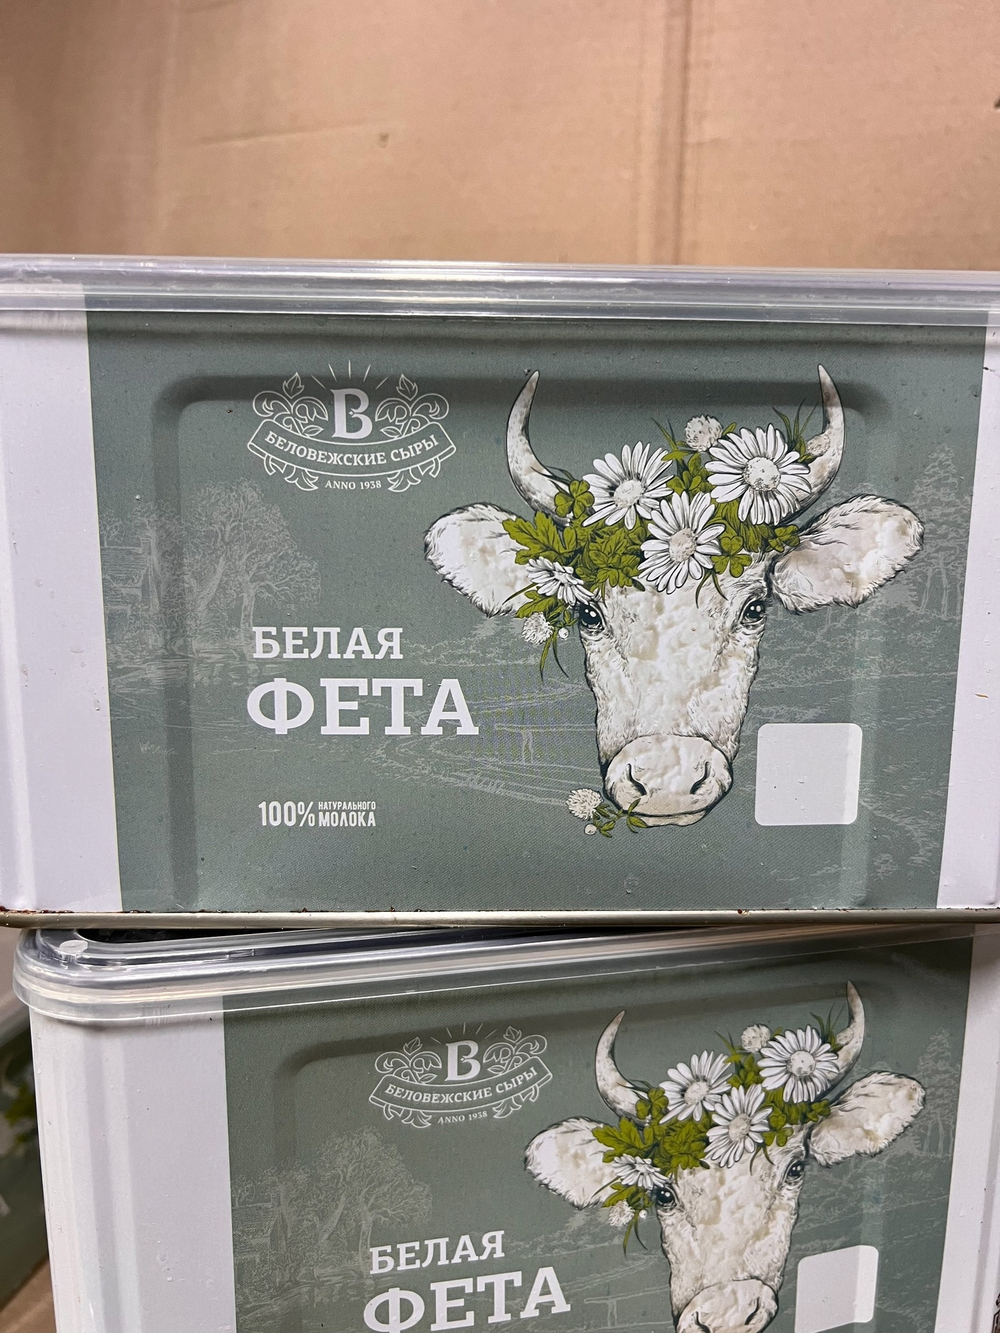 B
БЕЛОВЕЖСКИЕ СЫРЫ
ANNO 1938
БЕЛАЯ
ФЕТА
100% НАТУРАЛЬНОГО
МОЛОКА
B
БЕЛОВЕЖСКИЕ СЫРЫ
ANNO 1938
БЕЛАЯ
ФЕТА